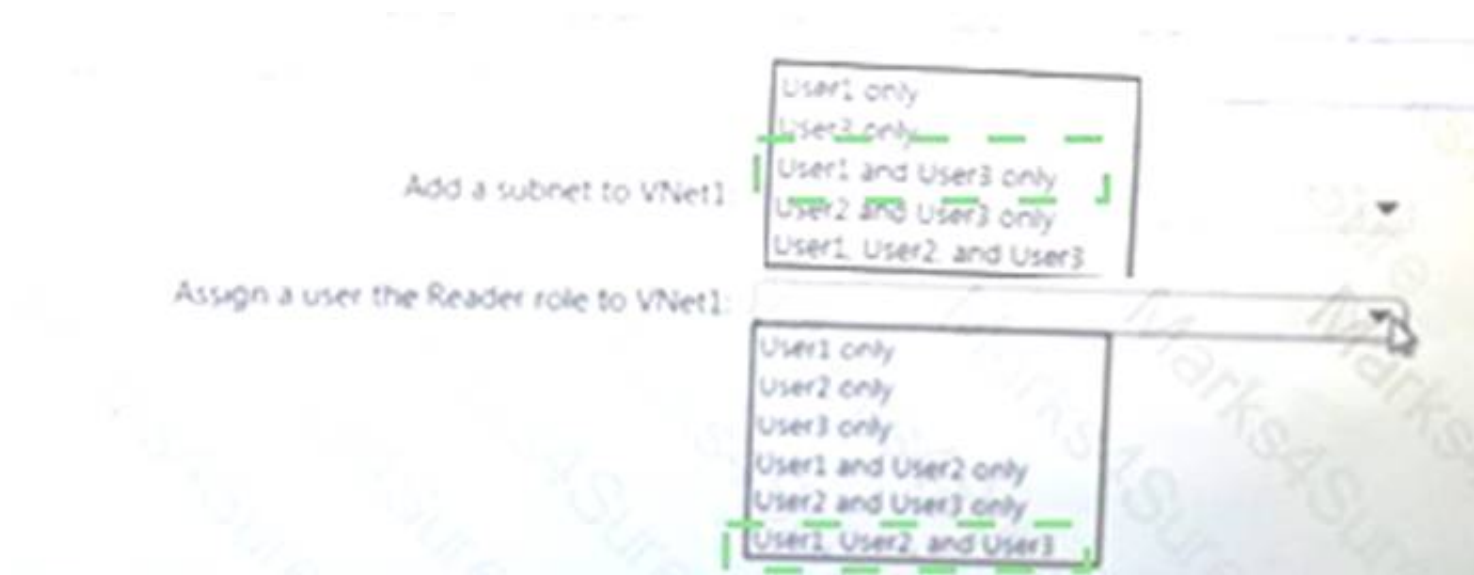 User1 only
User3 only
User1 and User3 only
User2 and User3 only
User1, User2, and User3
Add a subnet to VNet1:
Assign a user the Reader role to VNet1:
User1 only
User2 only
User3 only
User1 and User2 only
User2 and User3 only
User1, User2, and User3
Marks4Sure